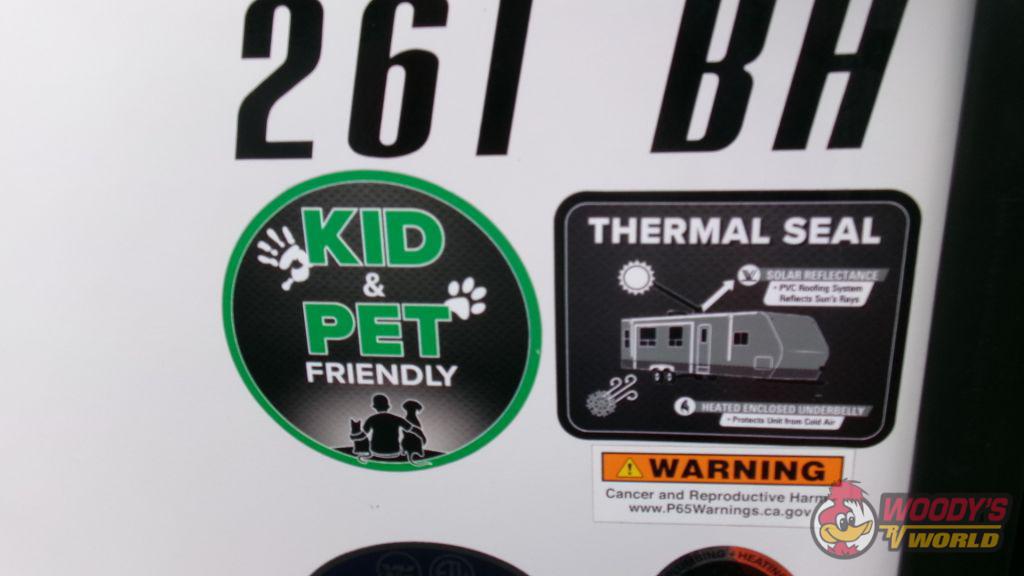 261 BH
KID
&
PET
FRIENDLY
THERMAL SEAL
SOLAR REFLECTANCE
• PVC Roofing System
Reflects Sun's Rays
HEATED ENCLOSED UNDERBELLY
• Protects Unit from Cold Air
WARNING
Cancer and Reproductive Harm
www.P65Warnings.ca.gov
WOODY'S
RV WORLD